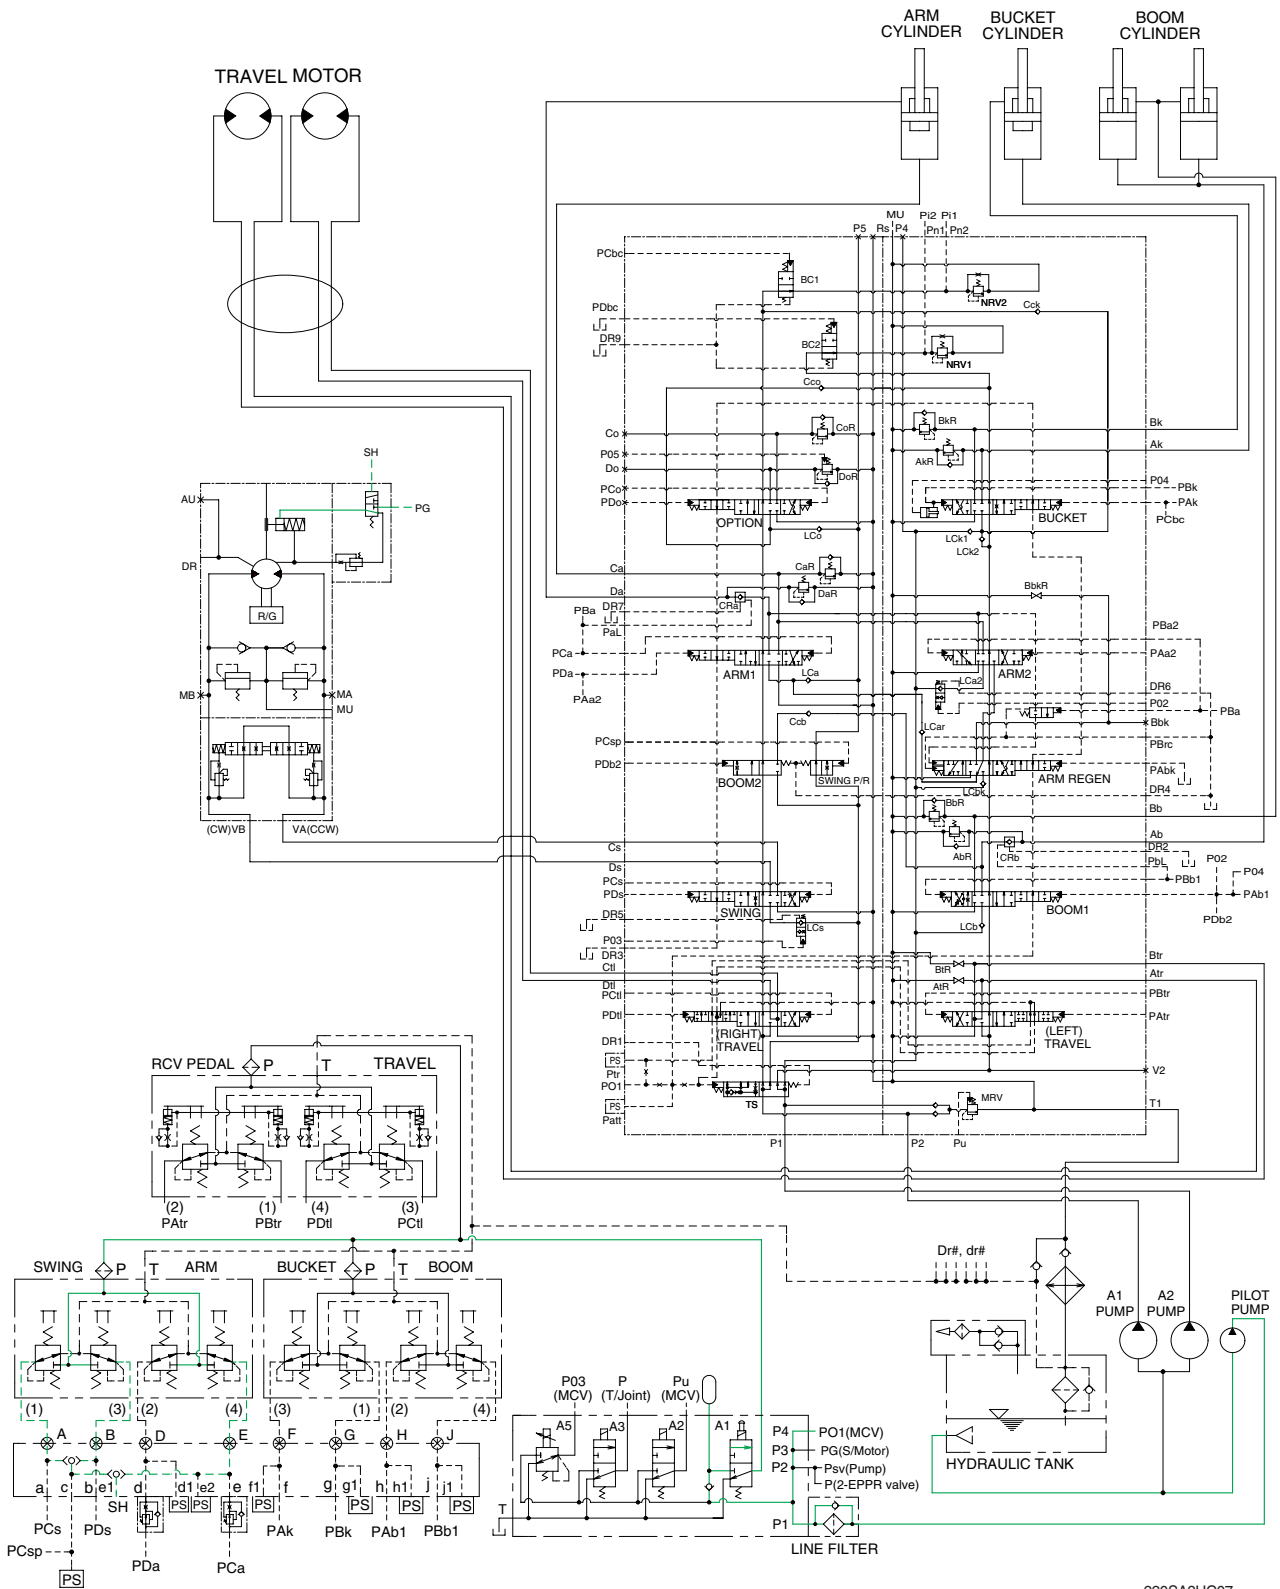 ARM
CYLINDER
BUCKET
CYLINDER
BOOM
CYLINDER
TRAVEL MOTOR
MU
Pi2 Pi1
P5 Rs P4 Pn1 Pn2
PCbc
BC1
NRV2
Cck
PDbc
DR9
BC2
NRV1
Cco
Co
CoR
BkR
Bk
P05
AkR
Ak
SH
Do
DoR
P04
PCo
PBk
AU
PDo
PAk
PG
OPTION
BUCKET
PCbc
LCo
LCk1
LCk2
DR
Ca
CaR
Da
DaR
BbkR
R/G
PBa
DR7
CRa
PaL
PBa2
PCa
PAa2
PDa
ARM1
LCa
LCa2
ARM2
DR6
MB
MA
MU
PAa2
P02
PBa
Ccb
LCar
Bbk
PCsp
PBrc
PDb2
PAbk
BOOM2
SWING P/R
ARM REGEN
LCbk
DR4
BbR
Bb
(CW)VB
VA(CCW)
Ab
Cs
AbR
CRb
DR2
Ds
PbL
P02
PCs
PBb1
P04
PDs
PAb1
SWING
BOOM1
DR5
LCs
LCb
PDb2
P03
DR3
Btr
Ctl
BtR
Atr
Dtl
AtR
PCtl
PBtr
PDtl
PAtr
(RIGHT)
TRAVEL
(LEFT)
TRAVEL
DR1
PS
Ptr
V2
PO1
PS
TS
MRV
T1
Patt
P1
P2
Pu
RCV PEDAL
P
T
TRAVEL
(2)
(1)
(4)
(3)
PAtr
PBtr
PDtl
PCtl
SWING
P
T
ARM
BUCKET
P
T
BOOM
Dr#, dr#
A1
PUMP
A2
PUMP
PILOT
PUMP
(1)
(3)
(2)
(4)
(3)
(1)
(2)
(4)
P03
(MCV)
P
(T/Joint)
Pu
(MCV)
A
B
D
E
F
G
H
J
A5
A3
A2
A1
P4
PO1(MCV)
P3
PG(S/Motor)
P2
Psv(Pump)
P(2-EPPR valve)
HYDRAULIC TANK
a
c
b
e1
d
d1
e2
e
f1
f
g
g1
h
h1
j
j1
SH
PS
PS
PS
PS
PS
PS
T
P1
PCs
PDs
PAk
PBk
PAb1
PBb1
LINE FILTER
PCsp
PDa
PCa
PS